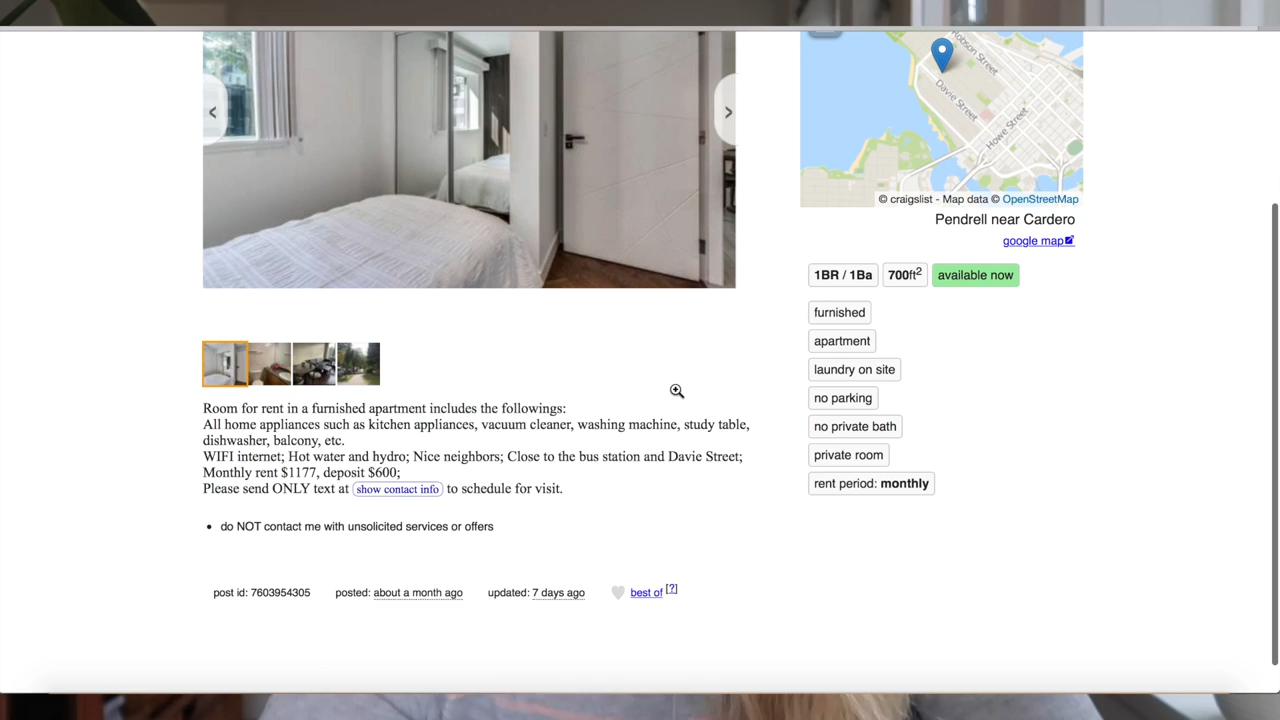 Robson Street
Davie Street
Howe Street
© craigslist - Map data © OpenStreetMap
Pendrell near Cardero
google map
1BR / 1Ba
700ft2
available now
furnished
apartment
laundry on site
no parking
no private bath
private room
rent period: monthly
Room for rent in a furnished apartment includes the followings:
All home appliances such as kitchen appliances, vacuum cleaner, washing machine, study table,
dishwasher, balcony, etc.
WIFI internet; Hot water and hydro; Nice neighbors; Close to the bus station and Davie Street;
Monthly rent $1177, deposit $600;
Please send ONLY text at show contact info to schedule for visit.
• do NOT contact me with unsolicited services or offers
post id: 7603954305 posted: about a month ago updated: 7 days ago best of [?]